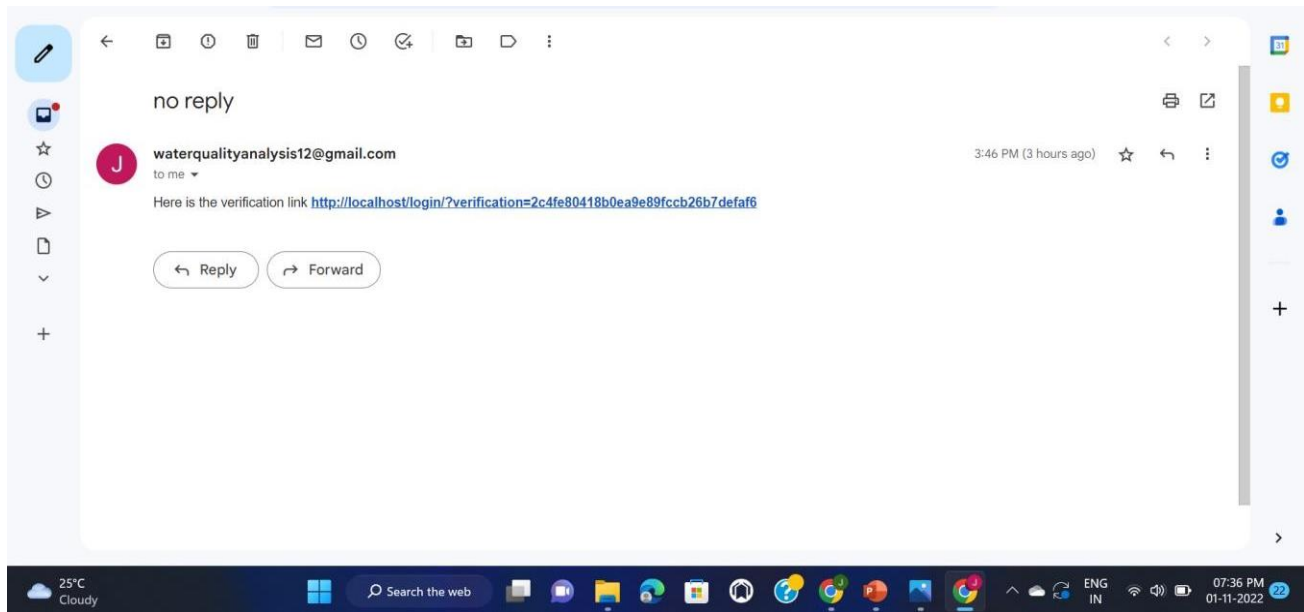 no reply
J
waterqualityanalysis12@gmail.com
3:46 PM (3 hours ago)
to me
Here is the verification link http://localhost/login/?verification=2c4fe80418b0ea9e89fccb26b7defaf6
Reply
Forward
31
25°C
Cloudy
Search the web
ENG
IN
07:36 PM
01-11-2022
22